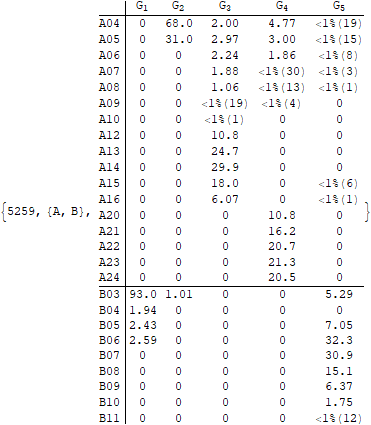 G1 G2 G3 G4 G5
A04 0 68.0 2.00 4.77 <1%(19)
A05 0 31.0 2.97 3.00 <1%(15)
A06 0 0 2.24 1.86 <1%(8)
A07 0 0 1.88 <1%(30) <1%(3)
A08 0 0 1.06 <1%(13) <1%(1)
A09 0 0 <1%(19) <1%(4) 0
A10 0 0 <1%(1) 0 0
A12 0 0 10.8 0 0
A13 0 0 24.7 0 0
A14 0 0 29.9 0 0
A15 0 0 18.0 0 <1%(6)
{5259, {A, B}, A16 0 0 6.07 0 <1%(1) }
A20 0 0 0 10.8 0
A21 0 0 0 16.2 0
A22 0 0 0 20.7 0
A23 0 0 0 21.3 0
A24 0 0 0 20.5 0
B03 93.0 1.01 0 0 5.29
B04 1.94 0 0 0 0
B05 2.43 0 0 0 7.05
B06 2.59 0 0 0 32.3
B07 0 0 0 0 30.9
B08 0 0 0 0 15.1
B09 0 0 0 0 6.37
B10 0 0 0 0 1.75
B11 0 0 0 0 <1%(12)